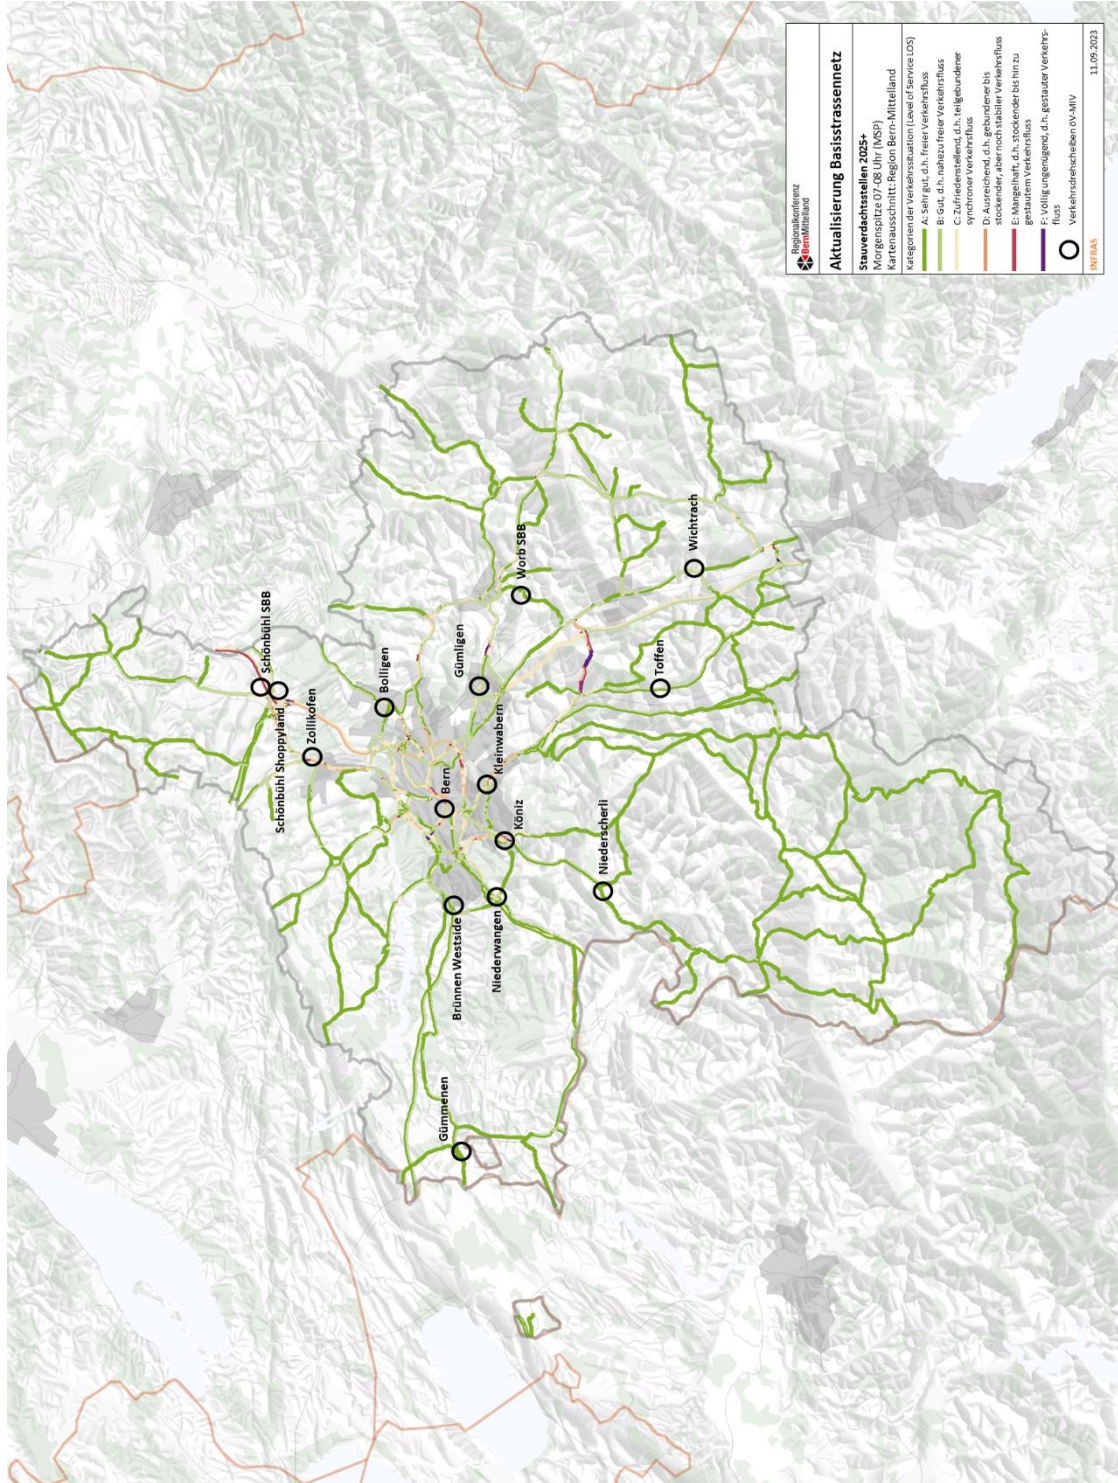 Regionalkonferenz
BernMittelland
Aktualisierung Basisstrassennetz
Stauverdachtsstellen 2025+
Morgenspitze 07-08 Uhr (MSP)
Kartenausschnitt: Region Bern-Mittelland
Kategorien der Verkehrssituation (Level of Service LOS)
A: Sehr gut, d.h. freier Verkehrsfluss
B: Gut, d.h. nahezu freier Verkehrsfluss
C: Zufriedenstellend, d.h. teilgebundener
synchroner Verkehrsfluss
D: Ausreichend, d.h. gebundener bis
stockender, aber noch stabiler Verkehrsfluss
E: Mangelhaft, d.h. stockender bis hin zu
gestautem Verkehrsfluss
F: Völlig ungenügend, d.h. gestauter Verkehrs-
fluss
Verkehrsdrehscheiben ÖV-MIV
INFRAS
11.09.2023
Schönbühl SBB
Schönbühl Shoppyland
Zollikofen
Bolligen
Bern
Gümligen
Worb SBB
Kleinwabern
Köniz
Brünnen Westside
Niederwangen
Gümmenen
Niederscherli
Toffen
Wichtrach